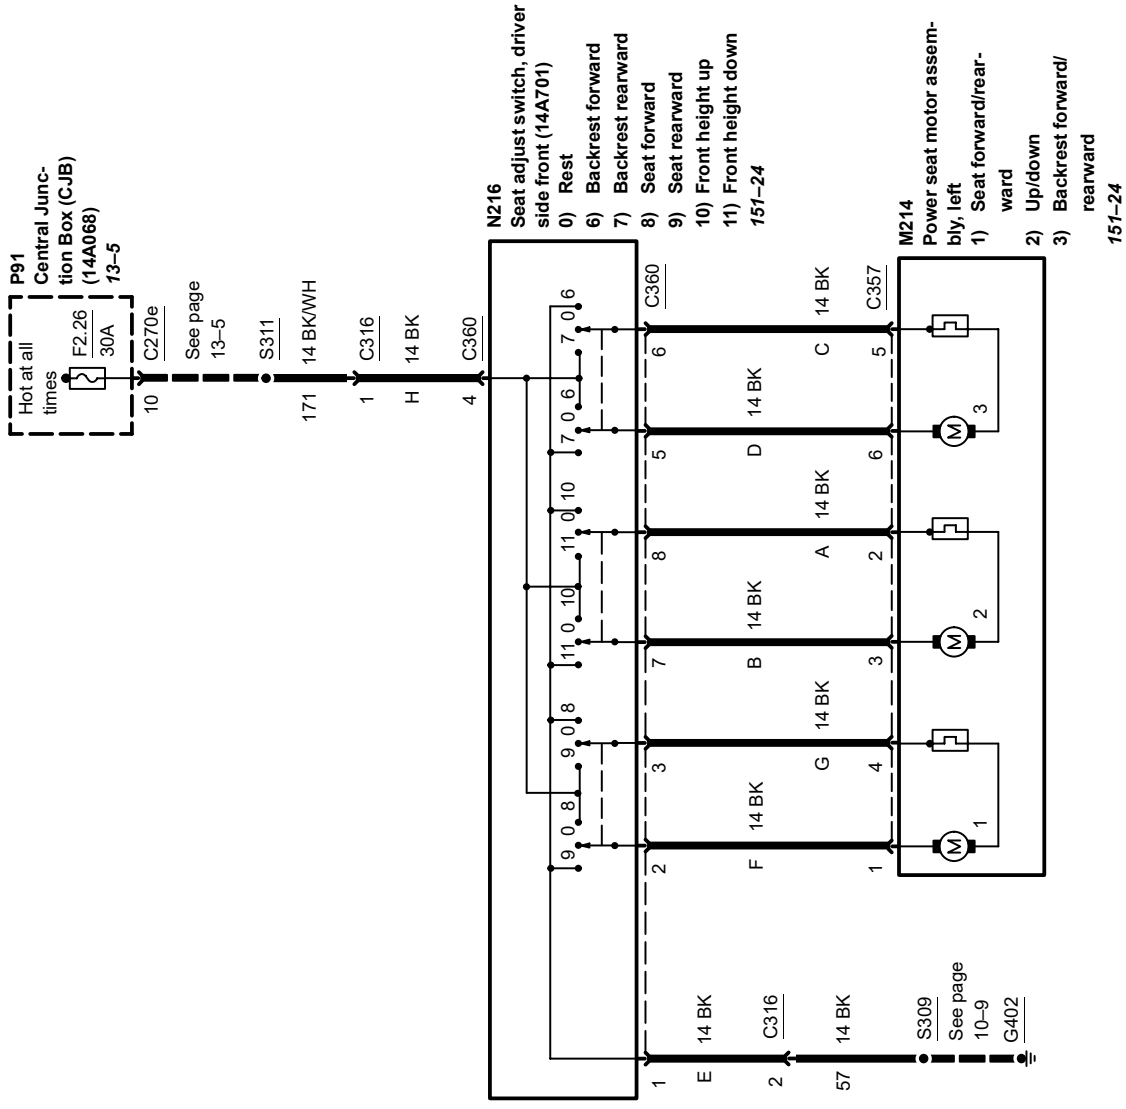 P91
Central Junc-
tion Box (CJB)
(14A068)
13–5
Hot at all
times
F2.26
30A
10
C270e
See page
13–5
S311
171
14 BK/WH
1
C316
H
14 BK
4
C360
N216
Seat adjust switch, driver
side front (14A701)
0) Rest
6) Backrest forward
7) Backrest rearward
8) Seat forward
9) Seat rearward
10) Front height up
11) Front height down
151–24
9 0 8 9 0 8
11 0 10 11 0 10
7 0 6 7 0 6
1
2
3
7
8
5
6
C360
E
14 BK
F
14 BK
G
14 BK
B
14 BK
A
14 BK
D
14 BK
C
14 BK
2
C316
57
14 BK
S309
See page
10–9
G402
1
4
3
2
6
5
C357
M
1
M
2
M
3
M214
Power seat motor assem-
bly, left
1) Seat forward/rear-
ward
2) Up/down
3) Backrest forward/
rearward
151–24